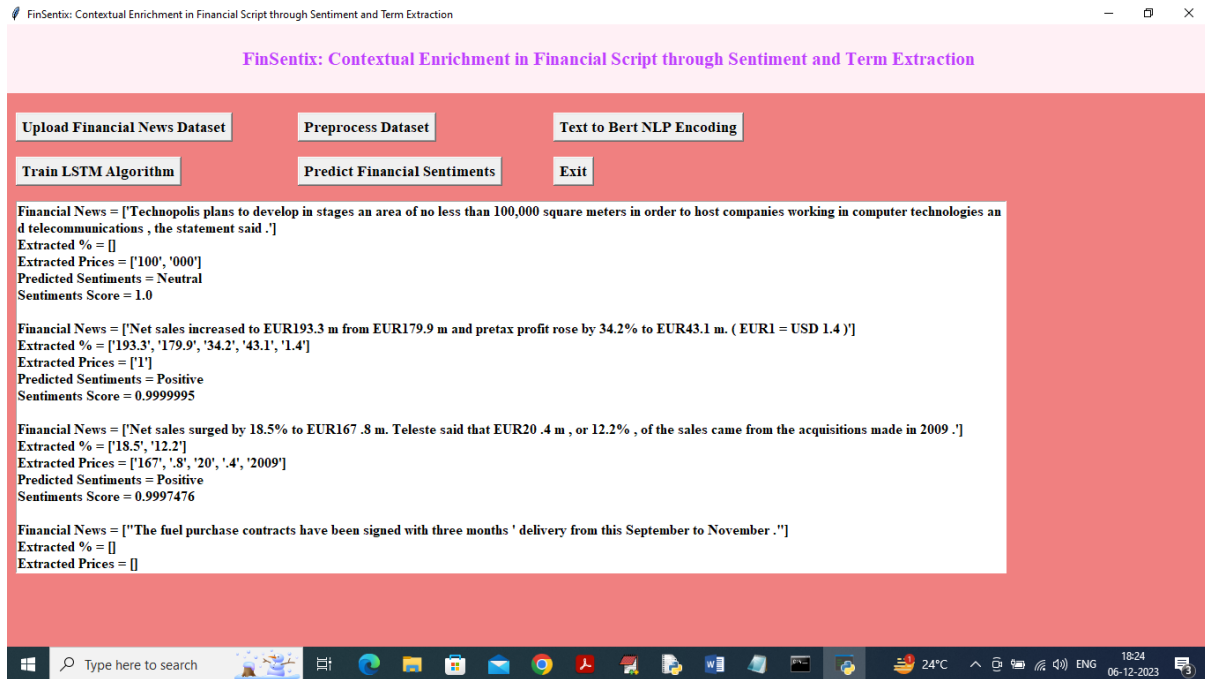 FinSentix: Contextual Enrichment in Financial Script through Sentiment and Term Extraction
FinSentix: Contextual Enrichment in Financial Script through Sentiment and Term Extraction
Upload Financial News Dataset
Preprocess Dataset
Text to Bert NLP Encoding
Train LSTM Algorithm
Predict Financial Sentiments
Exit
Financial News = ['Technopolis plans to develop in stages an area of no less than 100,000 square meters in order to host companies working in computer technologies an
d telecommunications , the statement said .']
Extracted % = []
Extracted Prices = ['100', '000']
Predicted Sentiments = Neutral
Sentiments Score = 1.0
Financial News = ['Net sales increased to EUR193.3 m from EUR179.9 m and pretax profit rose by 34.2% to EUR43.1 m. ( EUR1 = USD 1.4 )']
Extracted % = ['193.3', '179.9', '34.2', '43.1', '1.4']
Extracted Prices = ['1']
Predicted Sentiments = Positive
Sentiments Score = 0.9999995
Financial News = ['Net sales surged by 18.5% to EUR167 .8 m. Teleste said that EUR20 .4 m , or 12.2% , of the sales came from the acquisitions made in 2009 .']
Extracted % = ['18.5', '12.2']
Extracted Prices = ['167', '.8', '20', '.4', '2009']
Predicted Sentiments = Positive
Sentiments Score = 0.9997476
Financial News = ["The fuel purchase contracts have been signed with three months ' delivery from this September to November ."]
Extracted % = []
Extracted Prices = []
Type here to search
24°C
ENG
18:24
06-12-2023
3